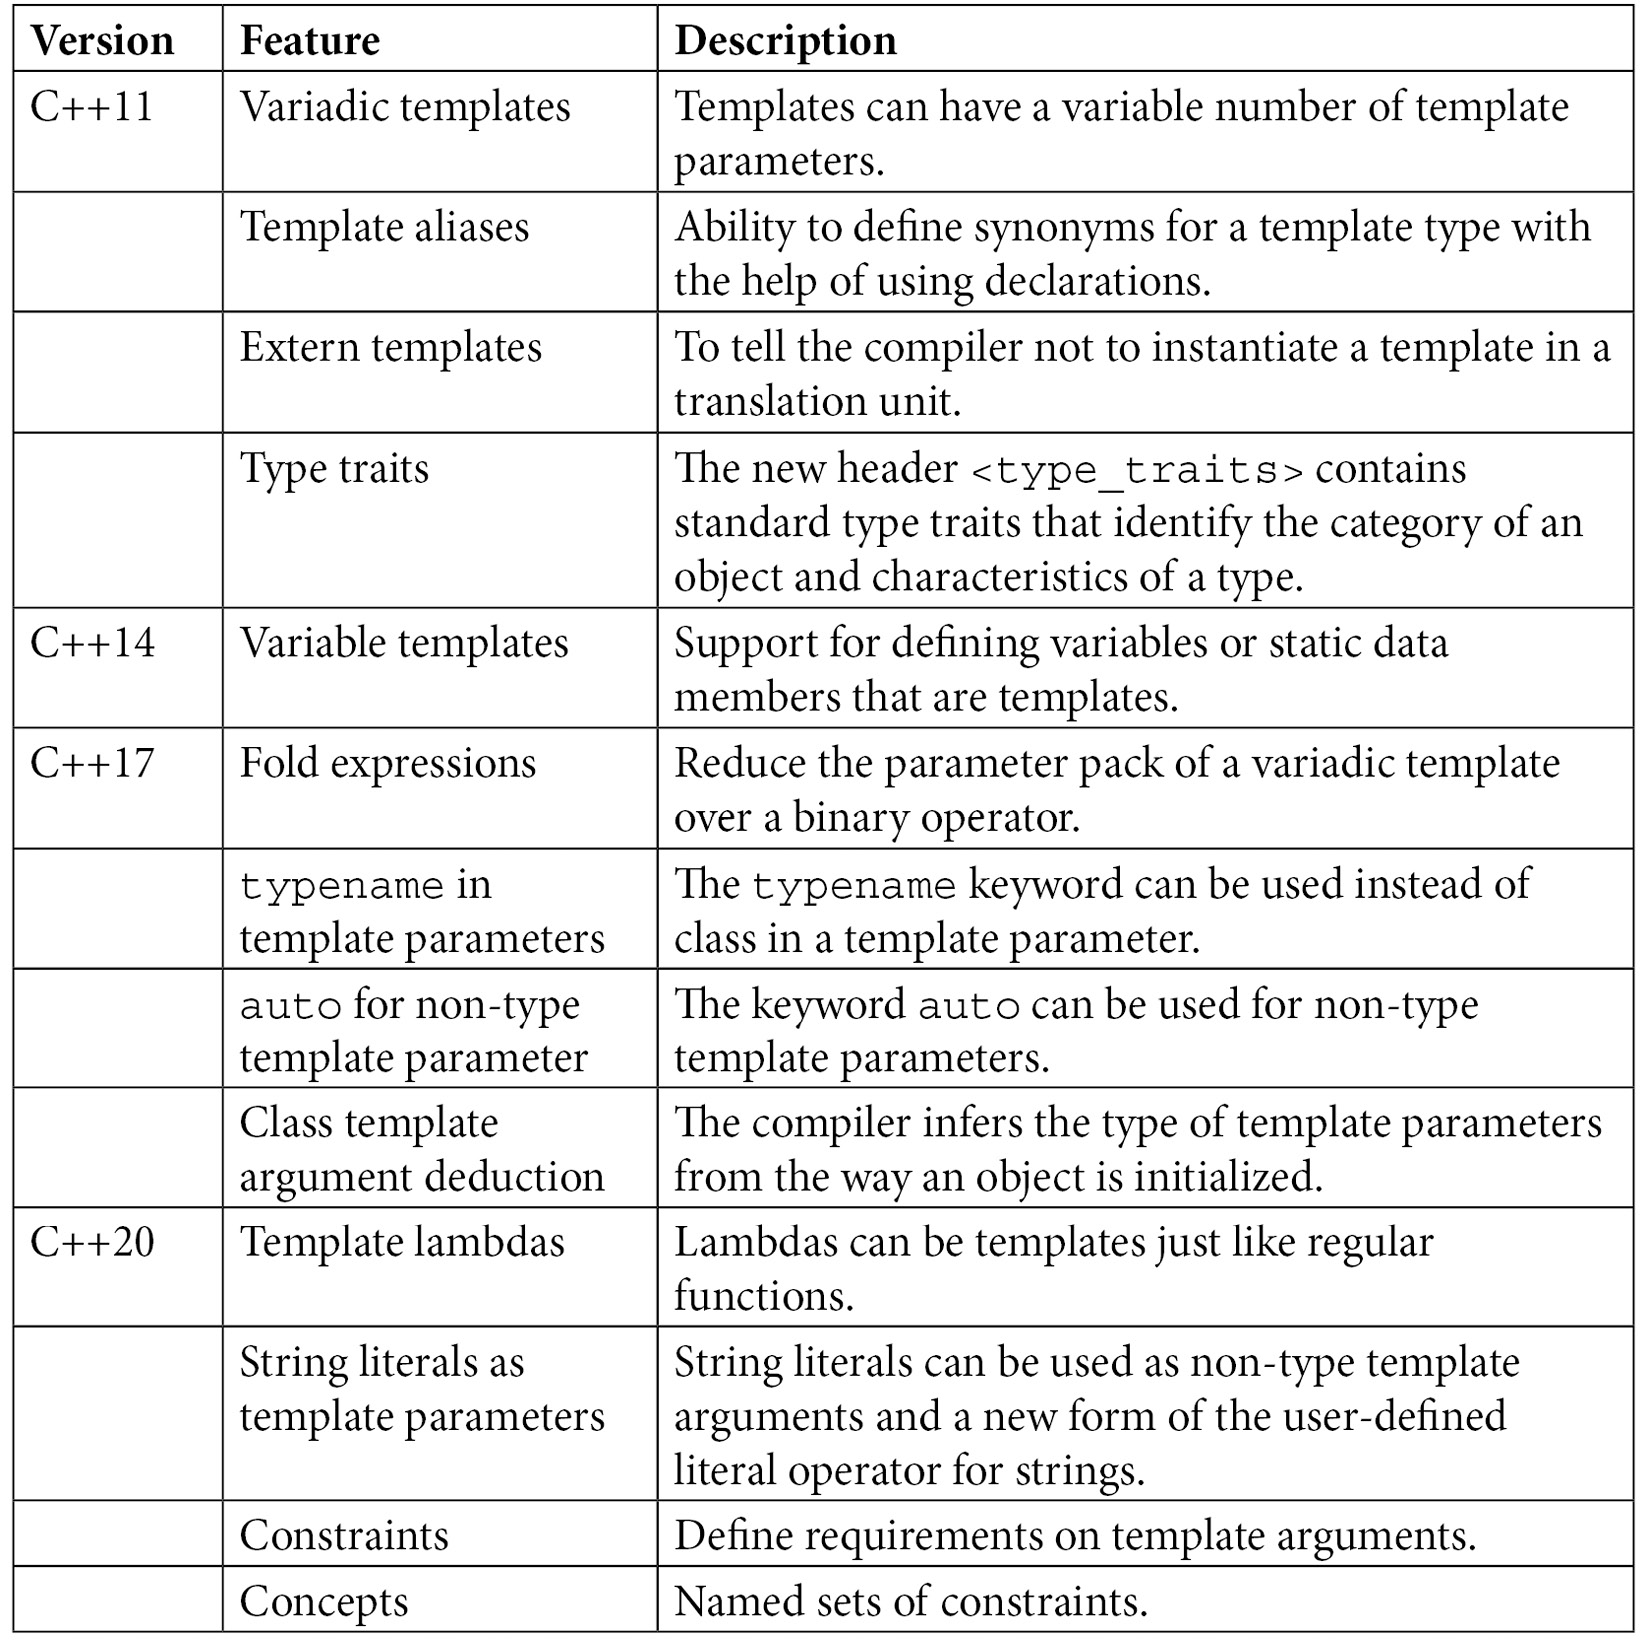 Version Feature Description
C++11 Variadic templates Templates can have a variable number of template
parameters.
Template aliases Ability to define synonyms for a template type with
the help of using declarations.
Extern templates To tell the compiler not to instantiate a template in a
translation unit.
Type traits The new header <type_traits> contains
standard type traits that identify the category of an
object and characteristics of a type.
C++14 Variable templates Support for defining variables or static data
members that are templates.
C++17 Fold expressions Reduce the parameter pack of a variadic template
over a binary operator.
typename in The typename keyword can be used instead of
template parameters class in a template parameter.
auto for non-type The keyword auto can be used for non-type
template parameter template parameters.
Class template The compiler infers the type of template parameters
argument deduction from the way an object is initialized.
C++20 Template lambdas Lambdas can be templates just like regular
functions.
String literals as String literals can be used as non-type template
template parameters arguments and a new form of the user-defined
literal operator for strings.
Constraints Define requirements on template arguments.
Concepts Named sets of constraints.